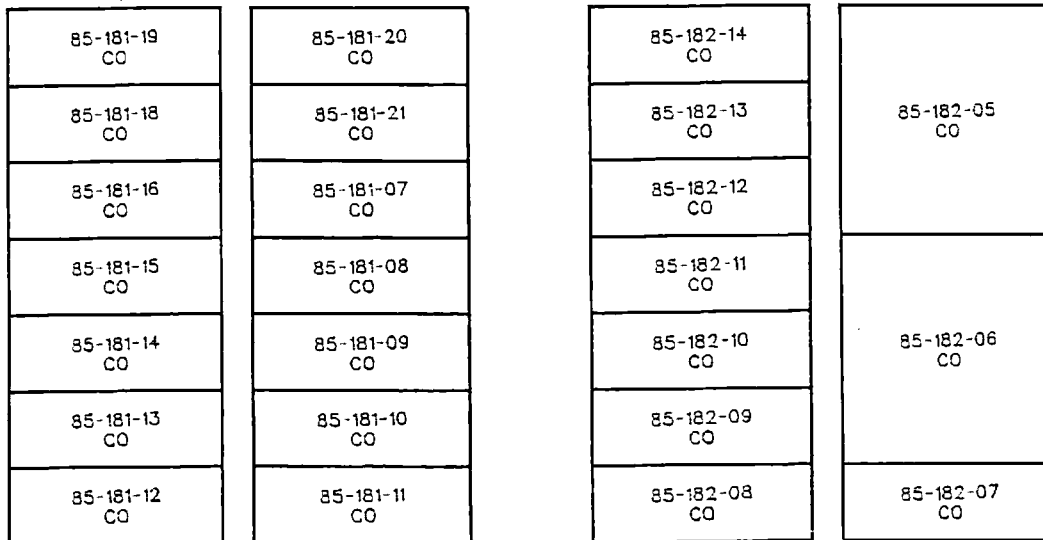 85-181-19
CO
85-181-18
CO
85-181-16
CO
85-181-15
CO
85-181-14
CO
85-181-13
CO
85-181-12
CO
85-181-20
CO
85-181-21
CO
85-181-07
CO
85-181-08
CO
85-181-09
CO
85-181-10
CO
85-181-11
CO
85-182-14
CO
85-182-13
CO
85-182-12
CO
85-182-11
CO
85-182-10
CO
85-182-09
CO
85-182-08
CO
85-182-05
CO
85-182-06
CO
85-182-07
CO